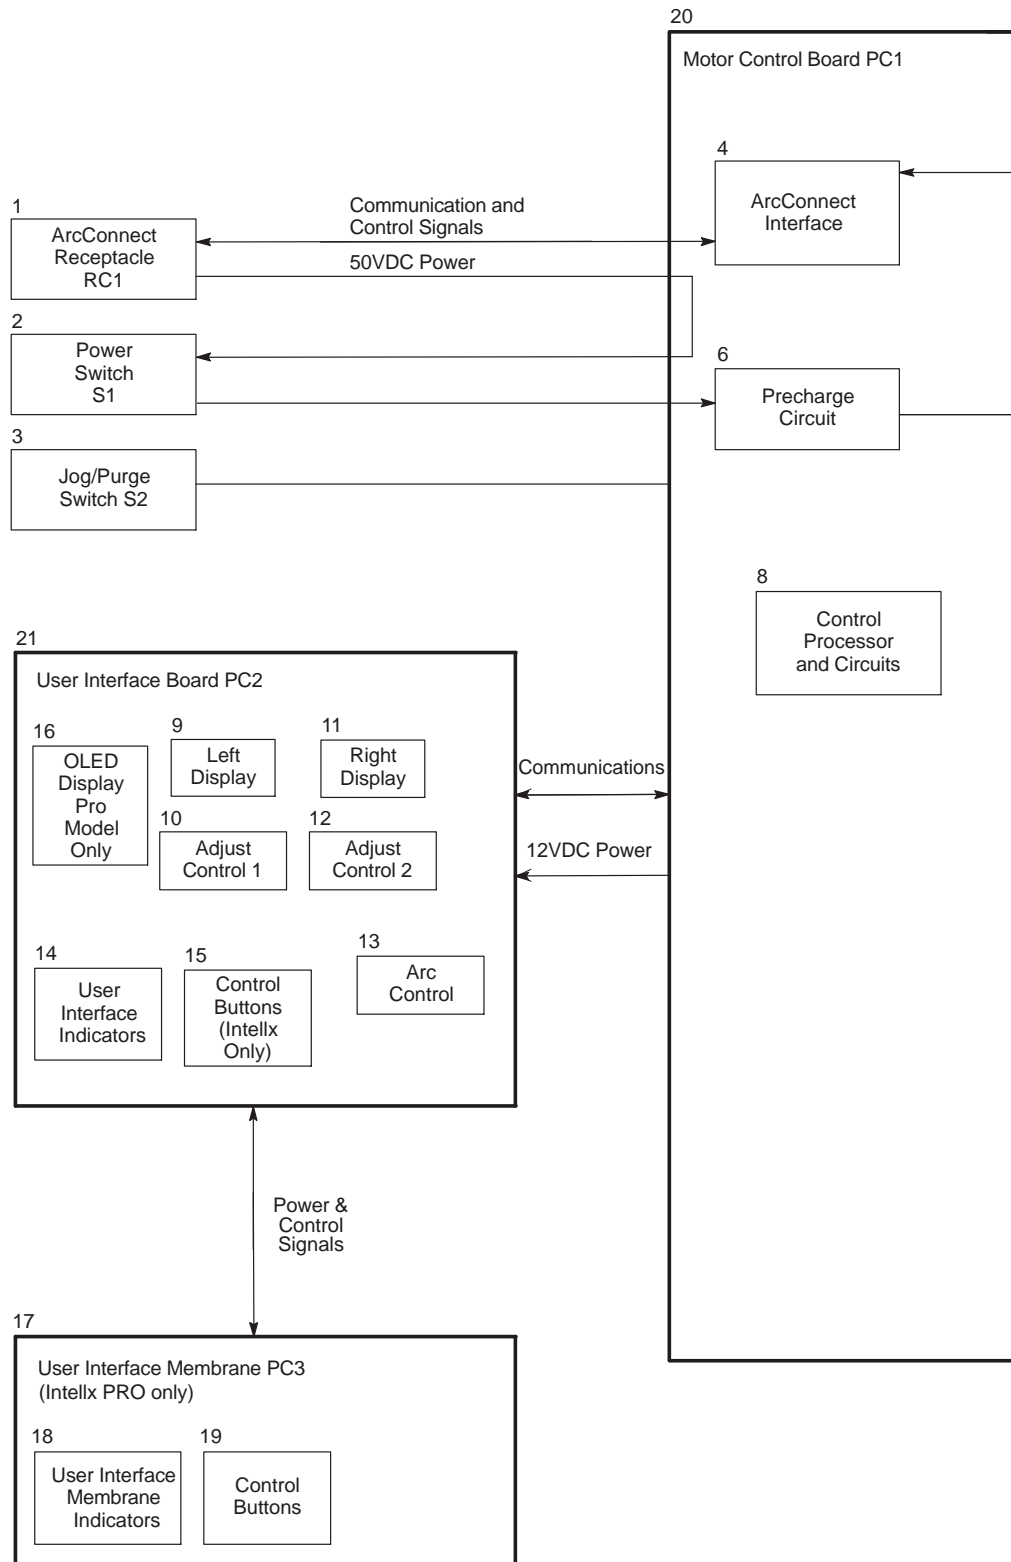 20
Motor Control Board PC1
4
ArcConnect
Interface
1
ArcConnect
Receptacle
RC1
Communication and
Control Signals
50VDC Power
2
Power
Switch
S1
6
Precharge
Circuit
3
Jog/Purge
Switch S2
8
Control
Processor
and Circuits
21
User Interface Board PC2
16
OLED
Display
Pro
Model
Only
9
Left
Display
11
Right
Display
10
Adjust
Control 1
12
Adjust
Control 2
Communications
12VDC Power
14
User
Interface
Indicators
15
Control
Buttons
(Intellx
Only)
13
Arc
Control
Power &
Control
Signals
17
User Interface Membrane PC3
(Intellx PRO only)
18
User Interface
Membrane
Indicators
19
Control
Buttons